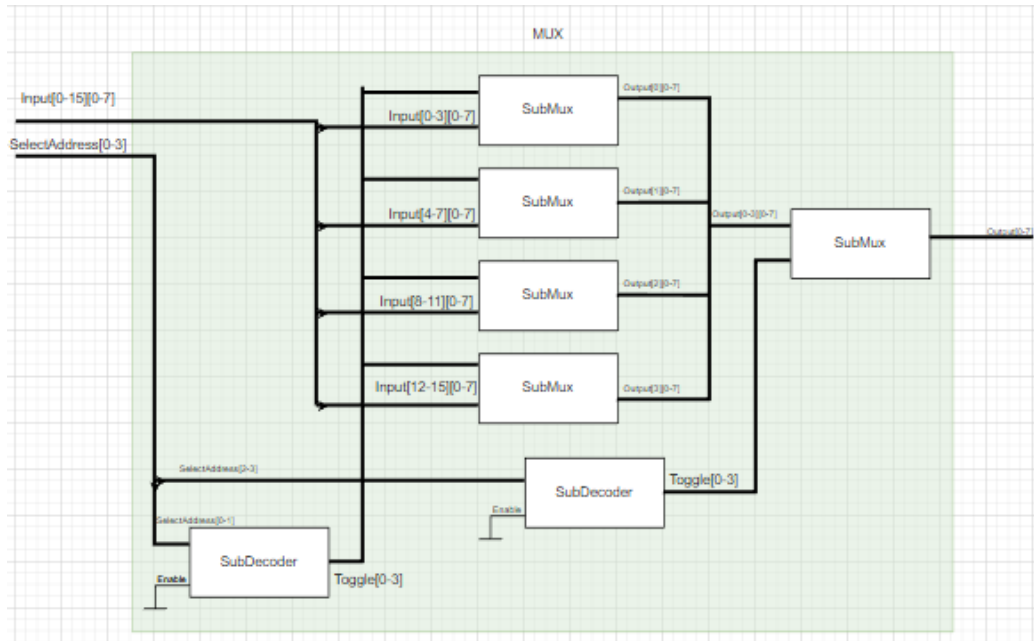 MUX
Input[0-15][0-7]
SelectAddress[0-3]
Input[0-3][0-7]
SubMux
Output[0][0-7]
Input[4-7][0-7]
SubMux
Output[1][0-7]
Input[8-11][0-7]
SubMux
Output[2][0-7]
Input[12-15][0-7]
SubMux
Output[3][0-7]
Output[0-3][0-7]
SubMux
Output[0-7]
SelectAddress[2-3]
SubDecoder
Enable
Toggle[0-3]
SelectAddress[0-1]
SubDecoder
Enable
Toggle[0-3]